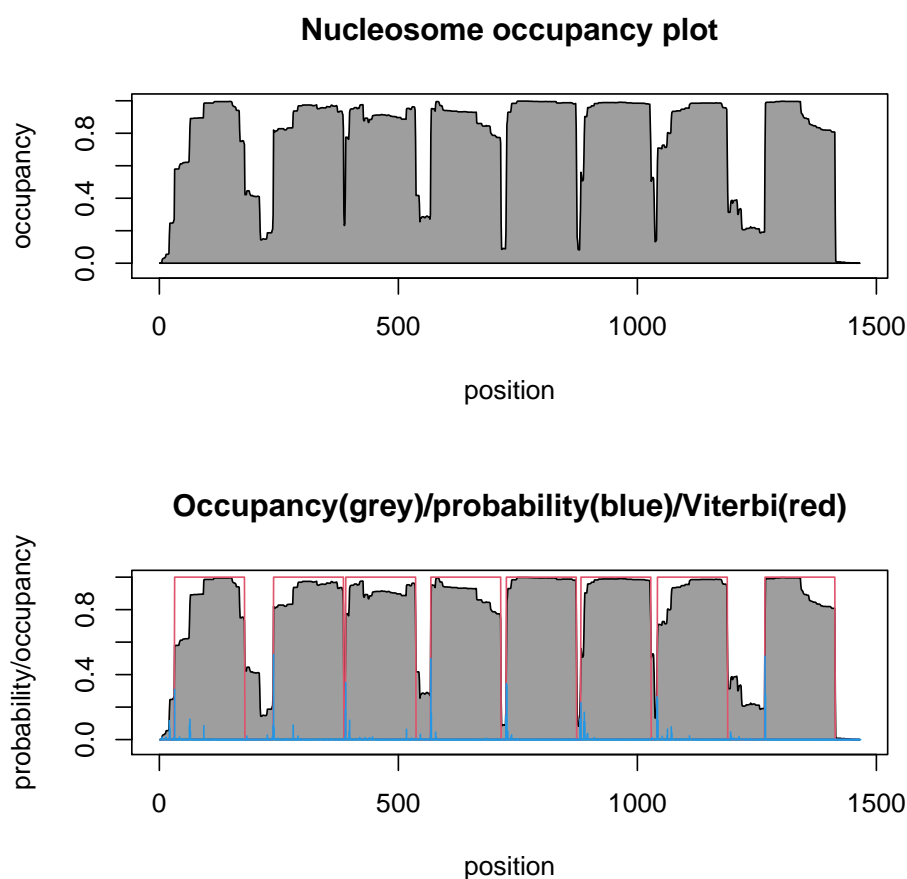 Nucleosome occupancy plot
occupancy
0.8
0.4
0.0
0 500 1000 1500
position
Occupancy(grey)/probability(blue)/Viterbi(red)
probability/occupancy
0.8
0.4
0.0
0 500 1000 1500
position